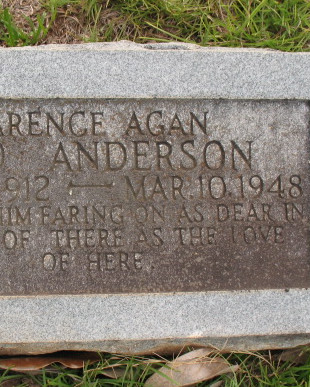 ARENCE AGAN
ANDERSON
1912 — MAR. 10, 1948
HIM FARING ON AS DEAR IN
OF THERE AS THE LOVE
OF HERE.